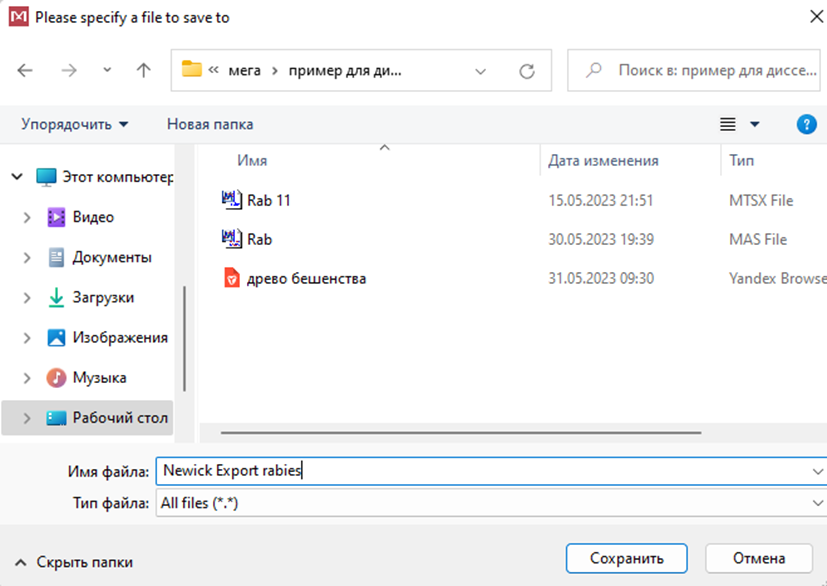 Please specify a file to save to
« мега › пример для ди...
Поиск в: пример для диссе...
Упорядочить
Новая папка
Имя
Дата изменения
Тип
Этот компьютер
Видео
Документы
Загрузки
Изображения
Музыка
Рабочий стол
Rab 11 15.05.2023 21:51 MTSX File
Rab 30.05.2023 19:39 MAS File
древо бешенства 31.05.2023 09:30 Yandex Browse
Имя файла: Newick Export rabies
Тип файла: All files (*.*)
Скрыть папки
Сохранить
Отмена